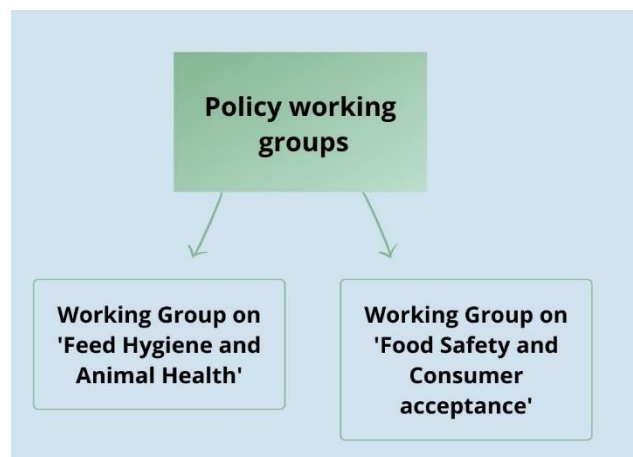 Policy working
groups
Working Group on
'Feed Hygiene and
Animal Health'
Working Group on
'Food Safety and
Consumer
acceptance'